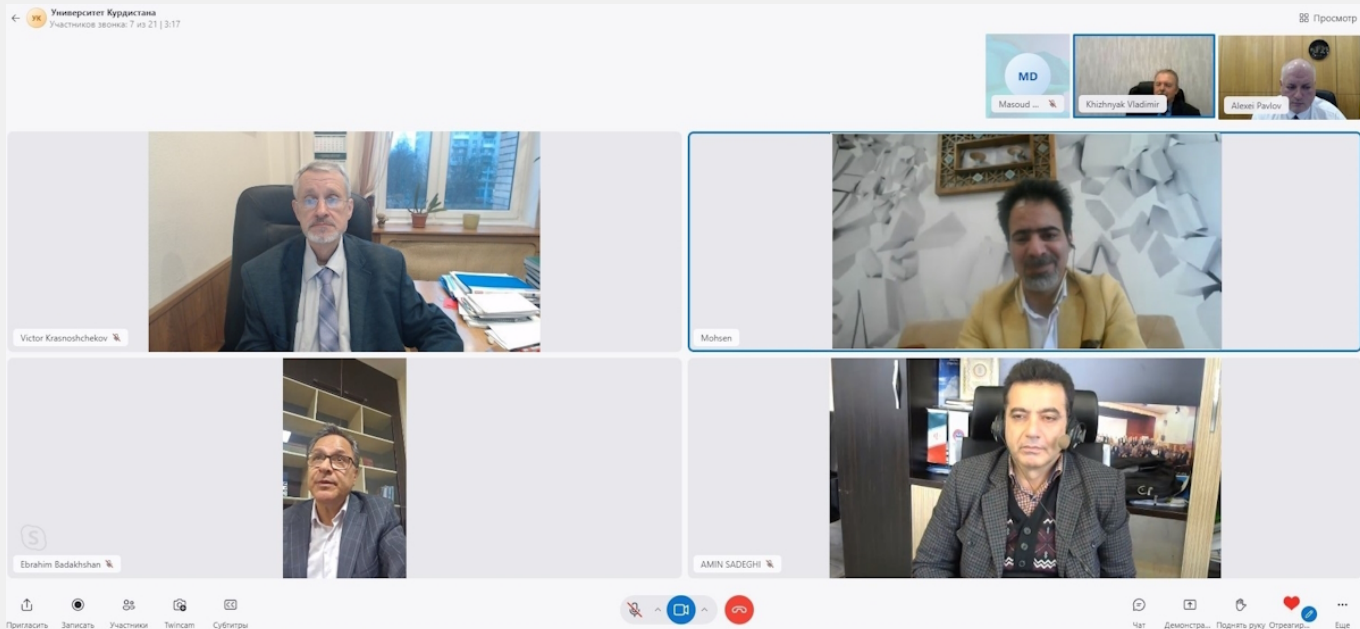 Университет Курдистана
УК
Участников звонка: 7 из 21 | 3:17
Просмотр
MD
Masoud ...
Khizhnyak Vladimir
Alexei Pavlov
Victor Krasnoshchekov
Mohsen
Ebrahim Badakhshan
AMIN SADEGHI
Пригласить
Записать
Участники
Twincam
Субтитры
Чат
Демонстра...
Поднять руку
Отреагир...
Еще